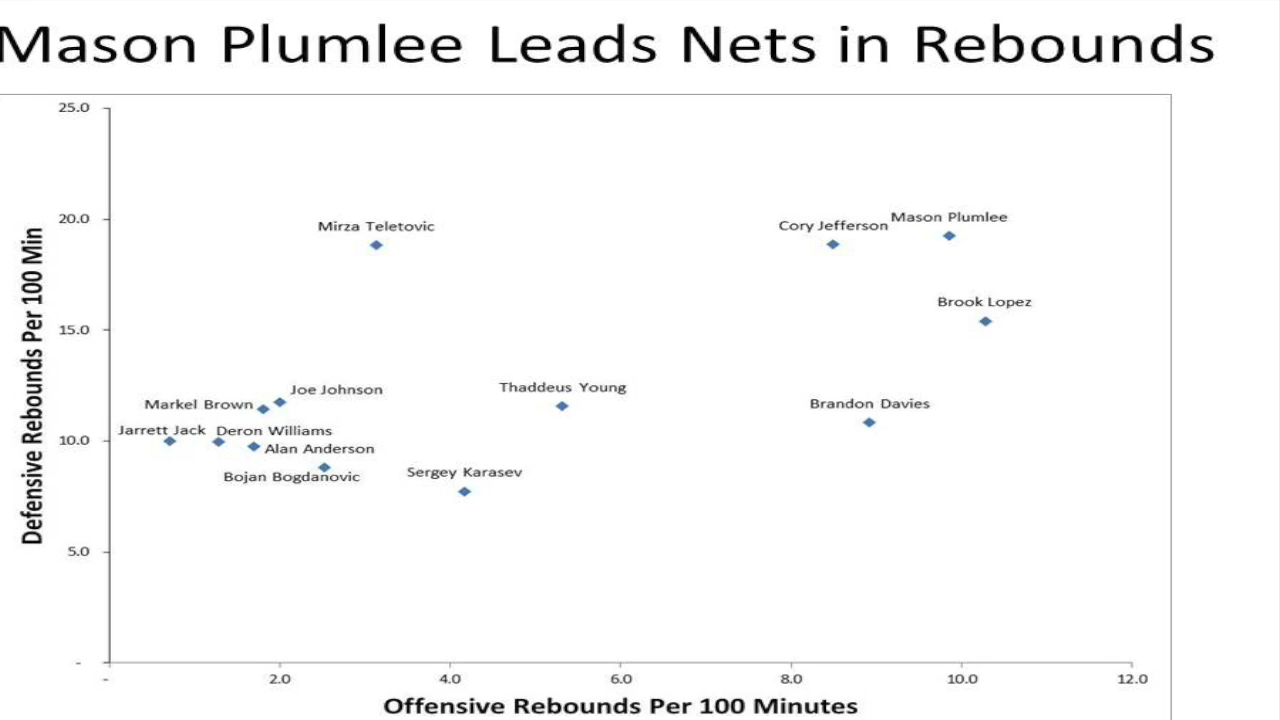 Mason Plumlee Leads Nets in Rebounds
25.0
20.0
15.0
10.0
5.0
-
Defensive Rebounds Per 100 Min
Mirza Teletovic
Cory Jefferson
Mason Plumlee
Brook Lopez
Joe Johnson
Markel Brown
Thaddeus Young
Brandon Davies
Jarrett Jack
Deron Williams
Alan Anderson
Bojan Bogdanovic
Sergey Karasev
- 2.0 4.0 6.0 8.0 10.0 12.0
Offensive Rebounds Per 100 Minutes